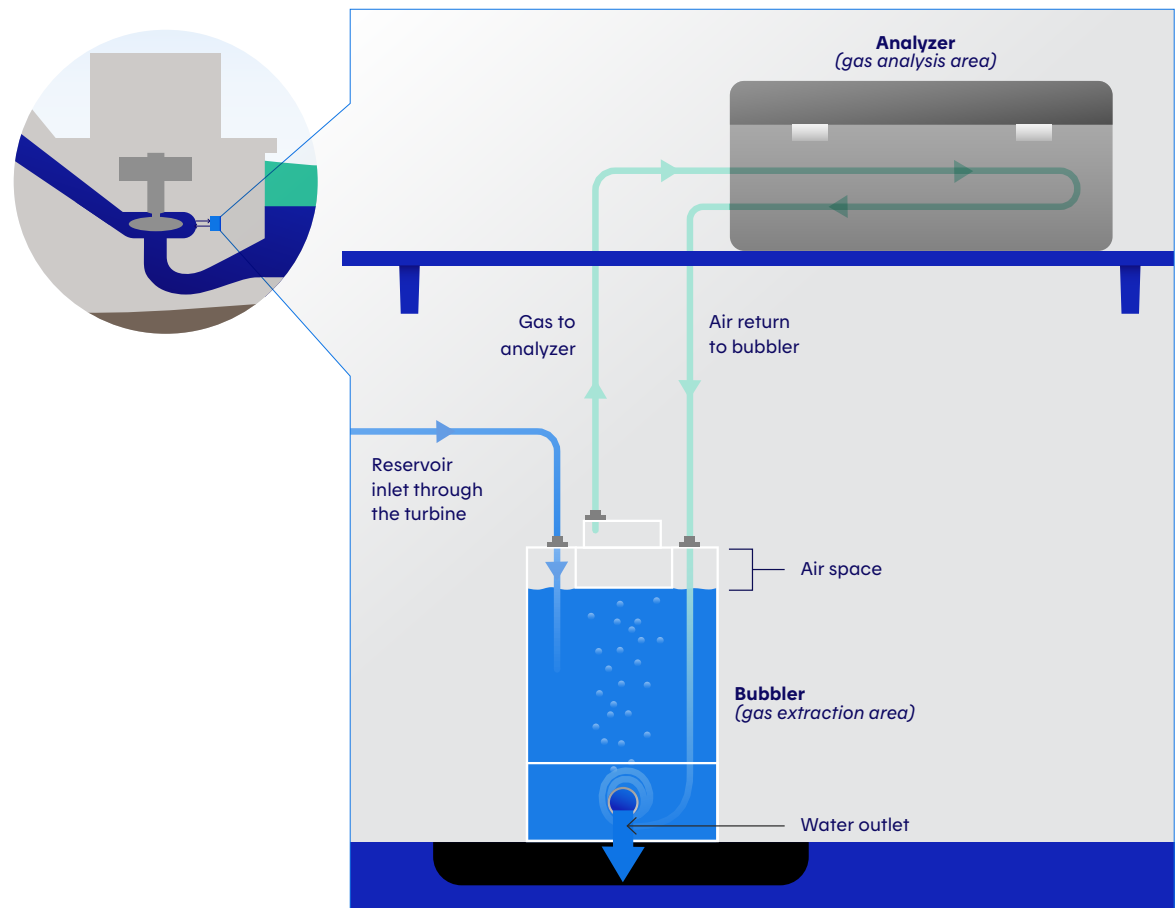 Analyzer
(gas analysis area)
Gas to
analyzer
Air return
to bubbler
Reservoir
inlet through
the turbine
Air space
Bubbler
(gas extraction area)
Water outlet